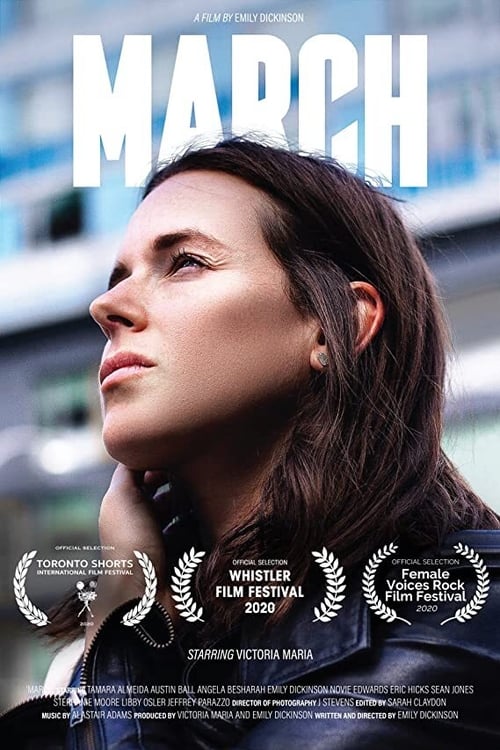 A FILM BY EMILY DICKINSON
MARCH
OFFICIAL SELECTION
TORONTO SHORTS
INTERNATIONAL FILM FESTIVAL
2020
OFFICIAL SELECTION
WHISTLER
FILM FESTIVAL
2020
OFFICIAL SELECTION
Female
Voices Rock
Film Festival
2020
STARRING VICTORIA MARIA
TAMARA ALMEIDA AUSTIN BALL ANGELA BESHARAH EMILY DICKINSON NOVIE EDWARDS ERIC HICKS SEAN JONES
MOORE LIBBY OSLER JEFFREY PARAZZO DIRECTOR OF PHOTOGRAPHY J STEVENS EDITED BY SARAH CLAYDON
MUSIC BY ALASTAIR ADAMS PRODUCED BY VICTORIA MARIA AND EMILY DICKINSON WRITTEN AND DIRECTED BY EMILY DICKINSON